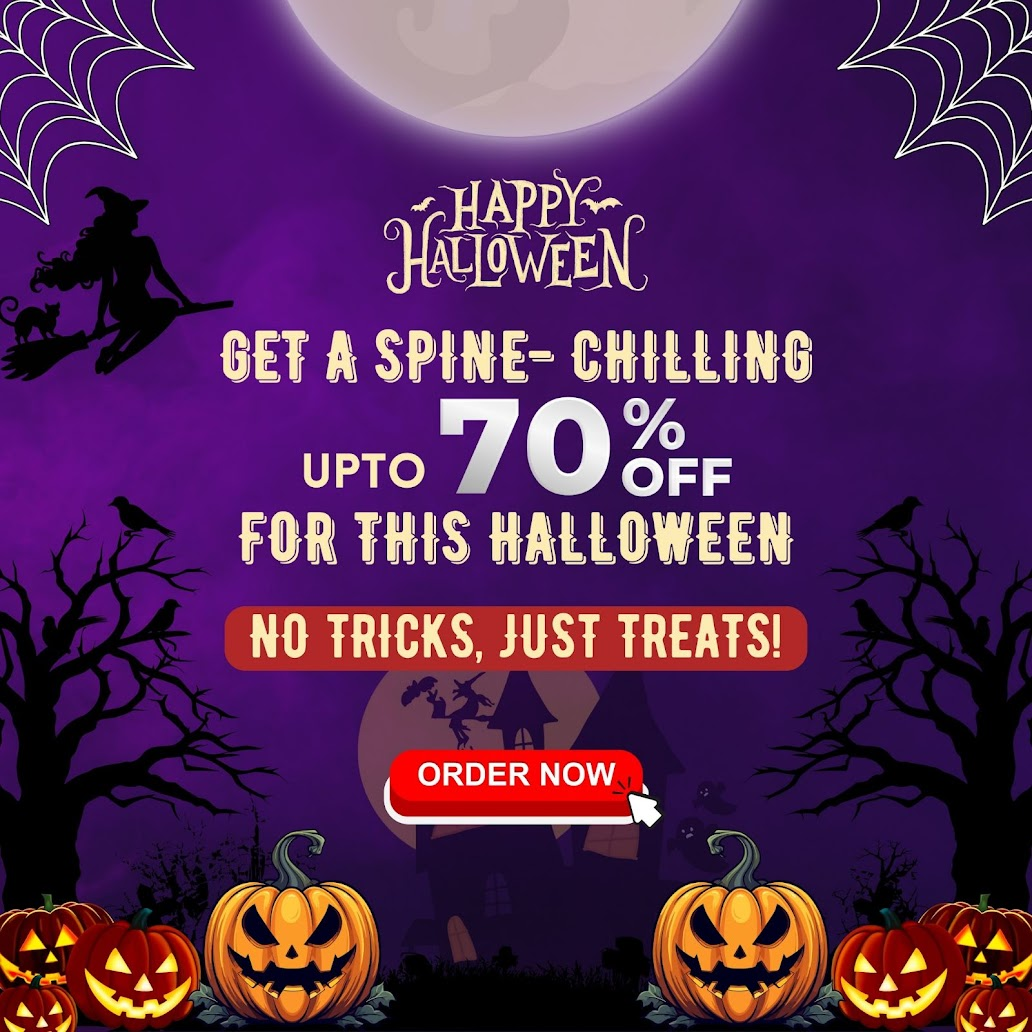 HAPPY
HALLOWEEN
GET A SPINE- CHILLING
UPTO 70% OFF
FOR THIS HALLOWEEN
NO TRICKS, JUST TREATS!
ORDER NOW